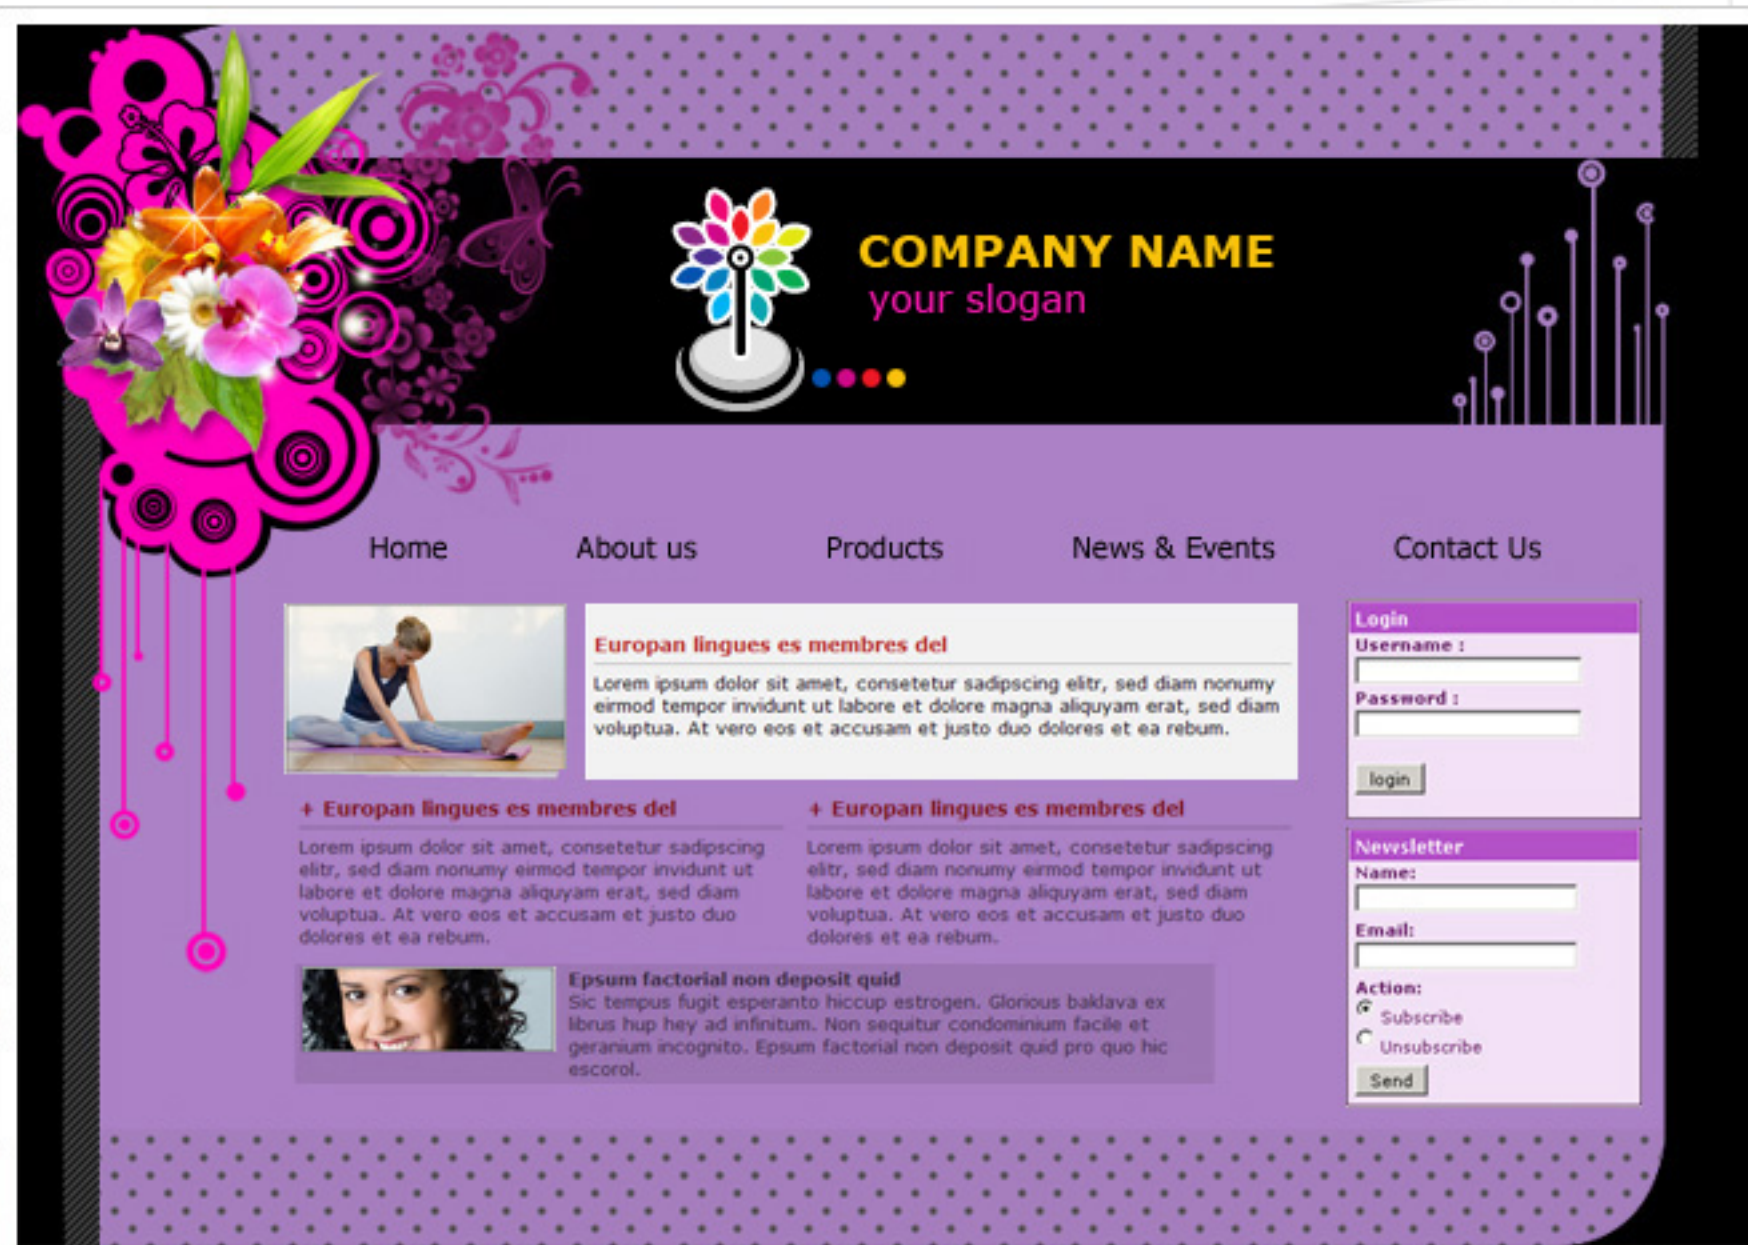 COMPANY NAME
your slogan
Home
About us
Products
News & Events
Contact Us
Europan lingues es membres del
Lorem ipsum dolor sit amet, consetetur sadipscing elitr, sed diam nonumy
eirmod tempor invidunt ut labore et dolore magna aliquyam erat, sed diam
voluptua. At vero eos et accusam et justo duo dolores et ea rebum.
+ Europan lingues es membres del
Lorem ipsum dolor sit amet, consetetur sadipscing
elitr, sed diam nonumy eirmod tempor invidunt ut
labore et dolore magna aliquyam erat, sed diam
voluptua. At vero eos et accusam et justo duo
dolores et ea rebum.
+ Europan lingues es membres del
Lorem ipsum dolor sit amet, consetetur sadipscing
elitr, sed diam nonumy eirmod tempor invidunt ut
labore et dolore magna aliquyam erat, sed diam
voluptua. At vero eos et accusam et justo duo
dolores et ea rebum.
Epsum factorial non deposit quid
Sic tempus fugit esperanto hiccup estrogen. Glorious baklava ex
librus hup hey ad infinitum. Non sequitur condominium facile et
geranium incognito. Epsum factorial non deposit quid pro quo hic
escorol.
Login
Username :
Password :
login
Newsletter
Name:
Email:
Action:
Subscribe
Unsubscribe
Send